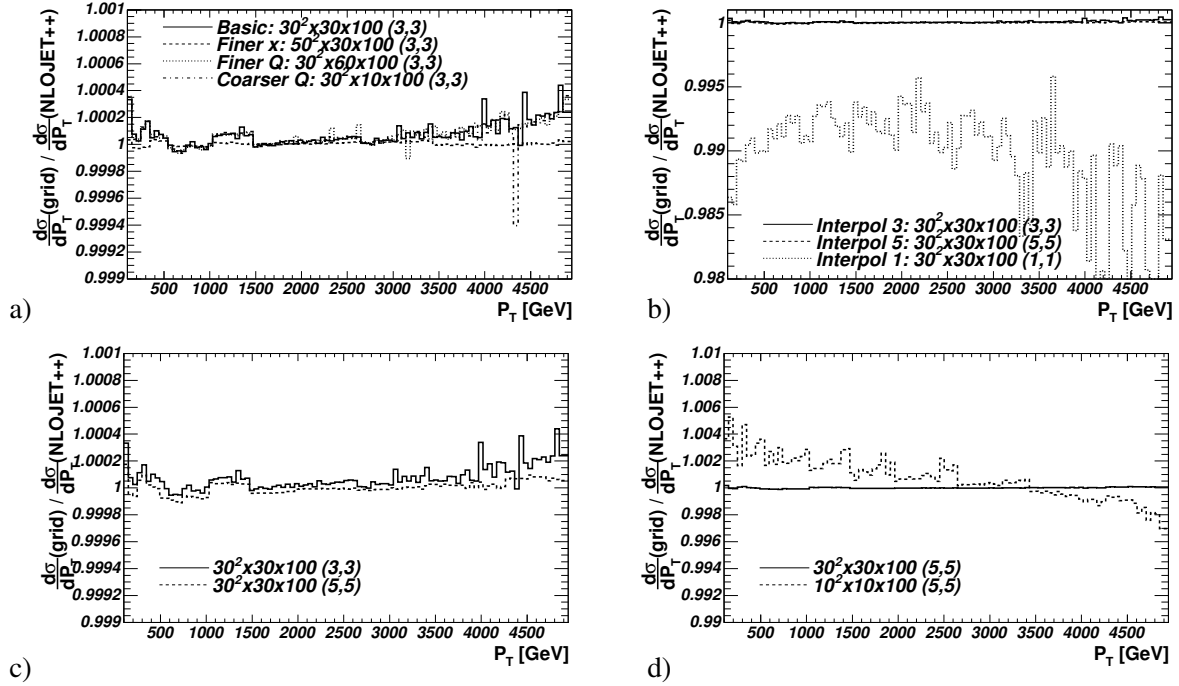 dσ/dP_T(grid) / dσ/dP_T(NLOJET++)
1.001
1.0008
1.0006
1.0004
1.0002
1
0.9998
0.9996
0.9994
0.9992
0.999
Basic: 30²x30x100 (3,3)
Finer x: 50²x30x100 (3,3)
Finer Q: 30²x60x100 (3,3)
Coarser Q: 30²x10x100 (3,3)
500 1000 1500 2000 2500 3000 3500 4000 4500
P_T [GeV]
a)
dσ/dP_T(grid) / dσ/dP_T(NLOJET++)
1
0.995
0.99
0.985
0.98
Interpol 3: 30²x30x100 (3,3)
Interpol 5: 30²x30x100 (5,5)
Interpol 1: 30²x30x100 (1,1)
500 1000 1500 2000 2500 3000 3500 4000 4500
P_T [GeV]
b)
dσ/dP_T(grid) / dσ/dP_T(NLOJET++)
1.001
1.0008
1.0006
1.0004
1.0002
1
0.9998
0.9996
0.9994
0.9992
0.999
30²x30x100 (3,3)
30²x30x100 (5,5)
500 1000 1500 2000 2500 3000 3500 4000 4500
P_T [GeV]
c)
dσ/dP_T(grid) / dσ/dP_T(NLOJET++)
1.01
1.008
1.006
1.004
1.002
1
0.998
0.996
0.994
0.992
0.99
30²x30x100 (5,5)
10²x10x100 (5,5)
500 1000 1500 2000 2500 3000 3500 4000 4500
P_T [GeV]
d)